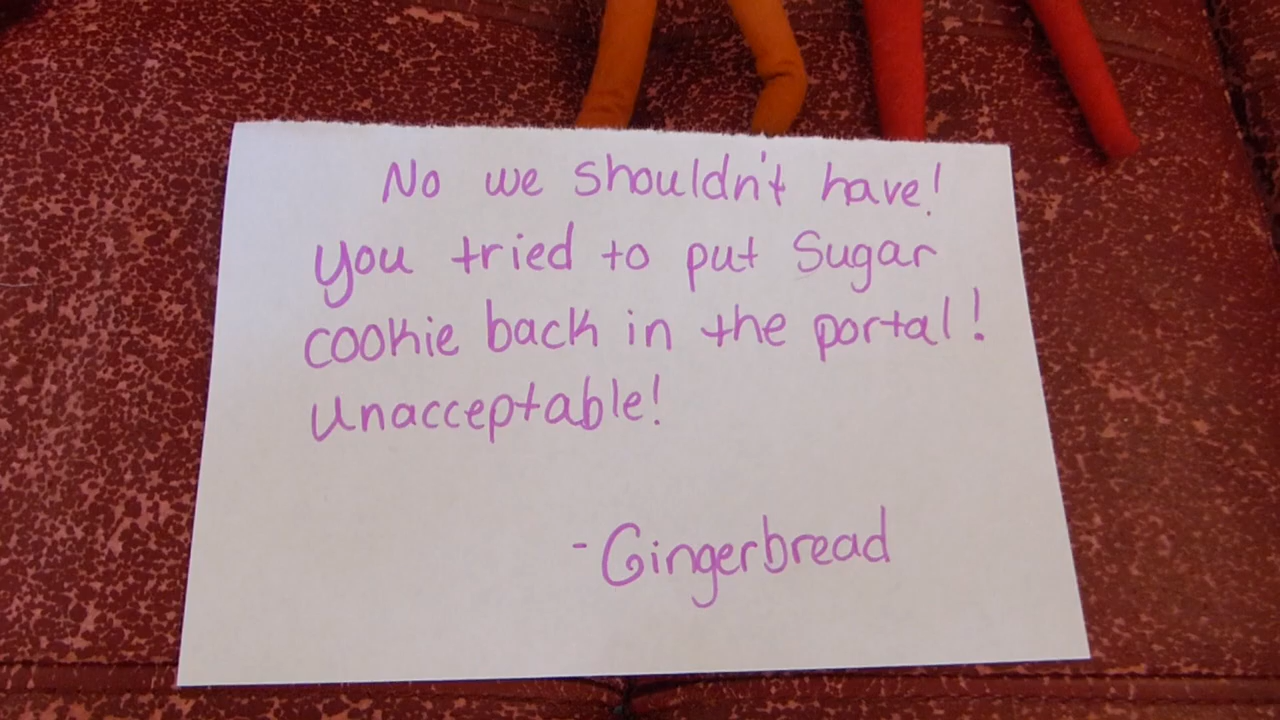 No we shouldn't have!
You tried to put Sugar
cookie back in the portal!
Unacceptable!
-Gingerbread